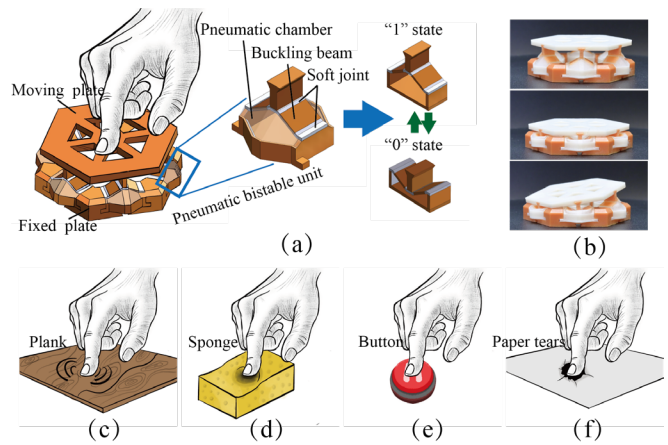 Pneumatic chamber
Buckling beam
Soft joint
"1" state
Moving plate
"0" state
Pneumatic bistable unit
Fixed plate
(a)
(b)
Plank
Sponge
Button
Paper tears
(c)
(d)
(e)
(f)